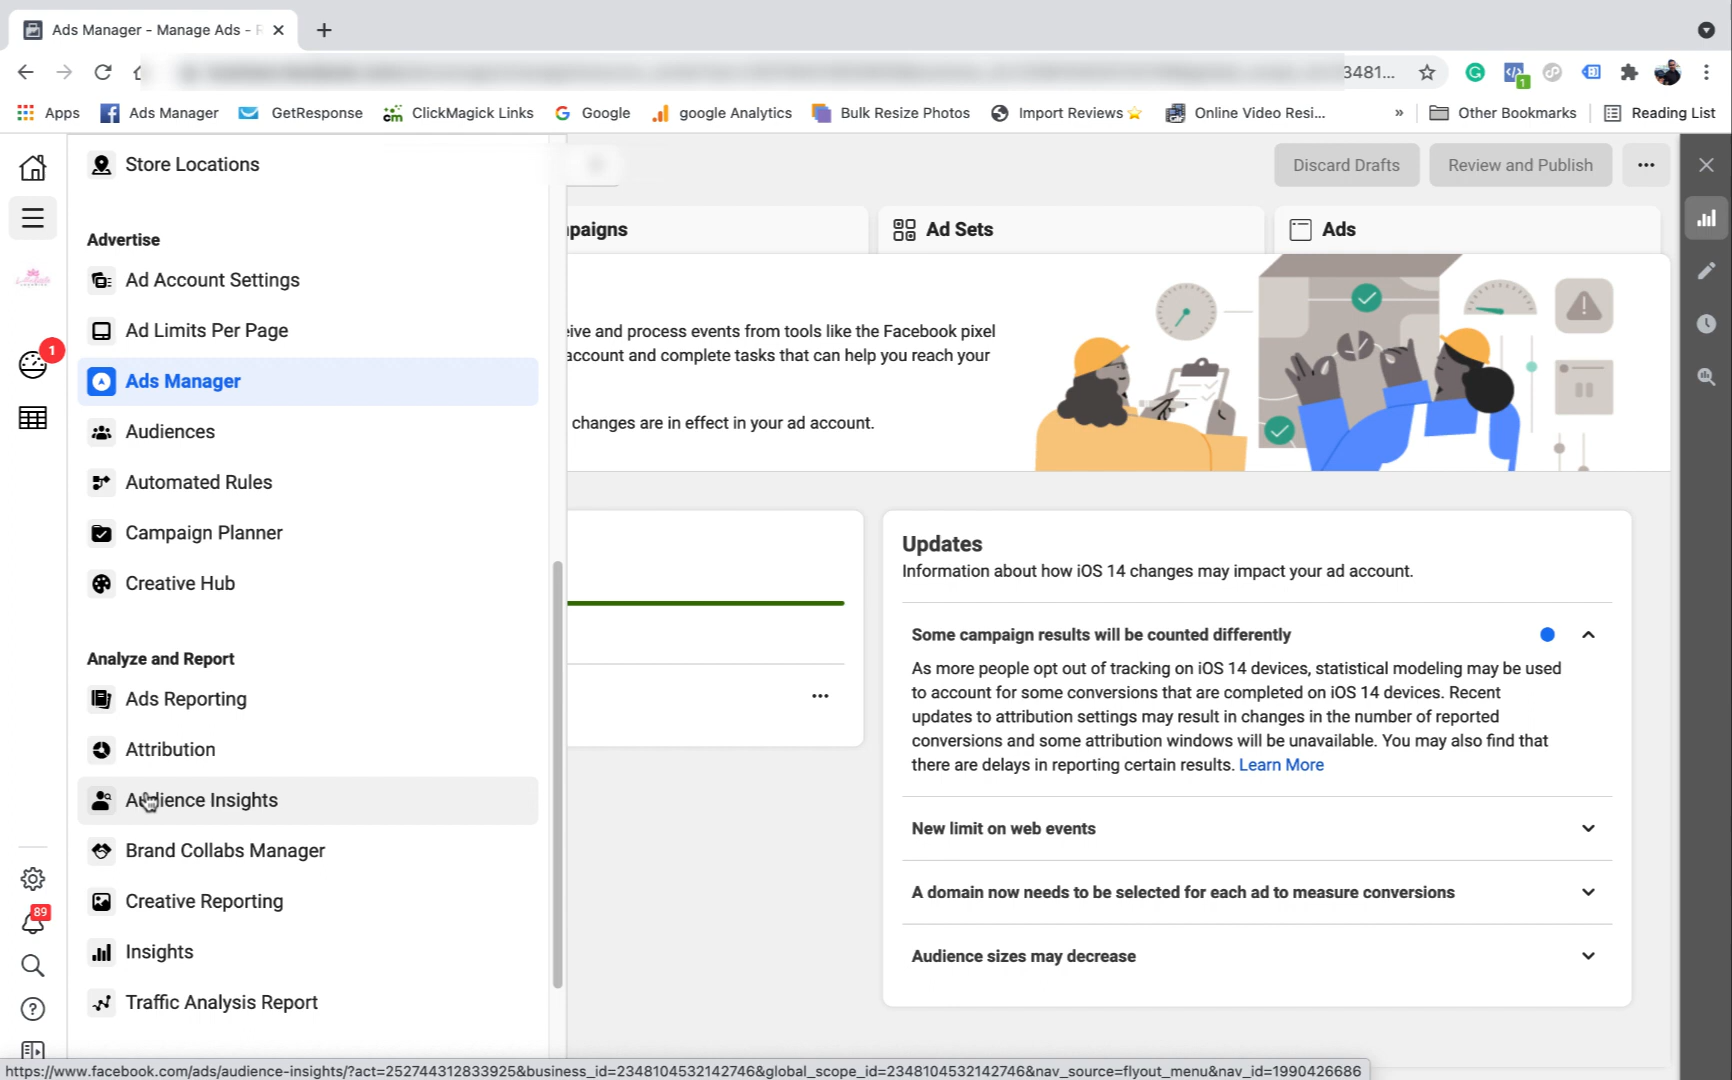 Ads Manager - Manage Ads -
3481...
1
Apps
Ads Manager
GetResponse
ClickMagick Links
Google
google Analytics
Bulk Resize Photos
Import Reviews
Online Video Resi...
»
Other Bookmarks
Reading List
Store Locations
Discard Drafts
Review and Publish
paigns
Ad Sets
Ads
Advertise
Ad Account Settings
Ad Limits Per Page
Ads Manager
Audiences
Automated Rules
Campaign Planner
Creative Hub
1
eive and process events from tools like the Facebook pixel
account and complete tasks that can help you reach your
changes are in effect in your ad account.
Analyze and Report
Ads Reporting
Attribution
Audience Insights
Brand Collabs Manager
Creative Reporting
Insights
Traffic Analysis Report
89
Updates
Information about how iOS 14 changes may impact your ad account.
Some campaign results will be counted differently
As more people opt out of tracking on iOS 14 devices, statistical modeling may be used
to account for some conversions that are completed on iOS 14 devices. Recent
updates to attribution settings may result in changes in the number of reported
conversions and some attribution windows will be unavailable. You may also find that
there are delays in reporting certain results. Learn More
New limit on web events
A domain now needs to be selected for each ad to measure conversions
Audience sizes may decrease
https://www.facebook.com/ads/audience-insights/?act=252744312833925&business_id=2348104532142746&global_scope_id=2348104532142746&nav_source=flyout_menu&nav_id=1990426686